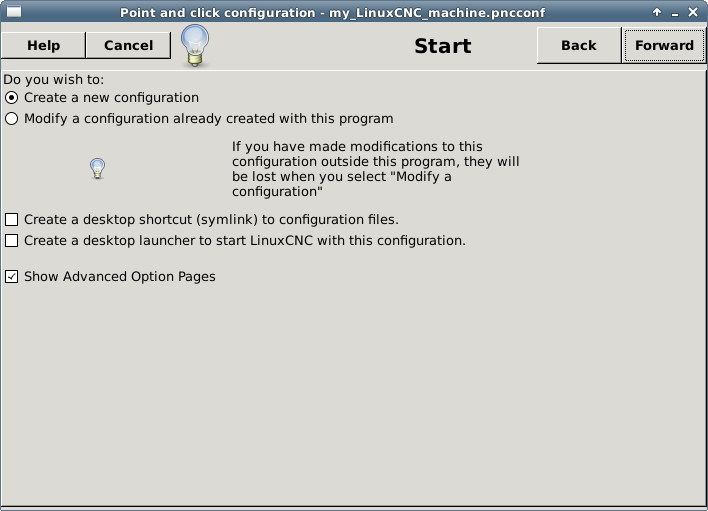 Point and click configuration - my_LinuxCNC_machine.pncconf
Help
Cancel
Start
Back
Forward
Do you wish to:
Create a new configuration
Modify a configuration already created with this program
If you have made modifications to this
configuration outside this program, they will
be lost when you select "Modify a
configuration"
Create a desktop shortcut (symlink) to configuration files.
Create a desktop launcher to start LinuxCNC with this configuration.
Show Advanced Option Pages